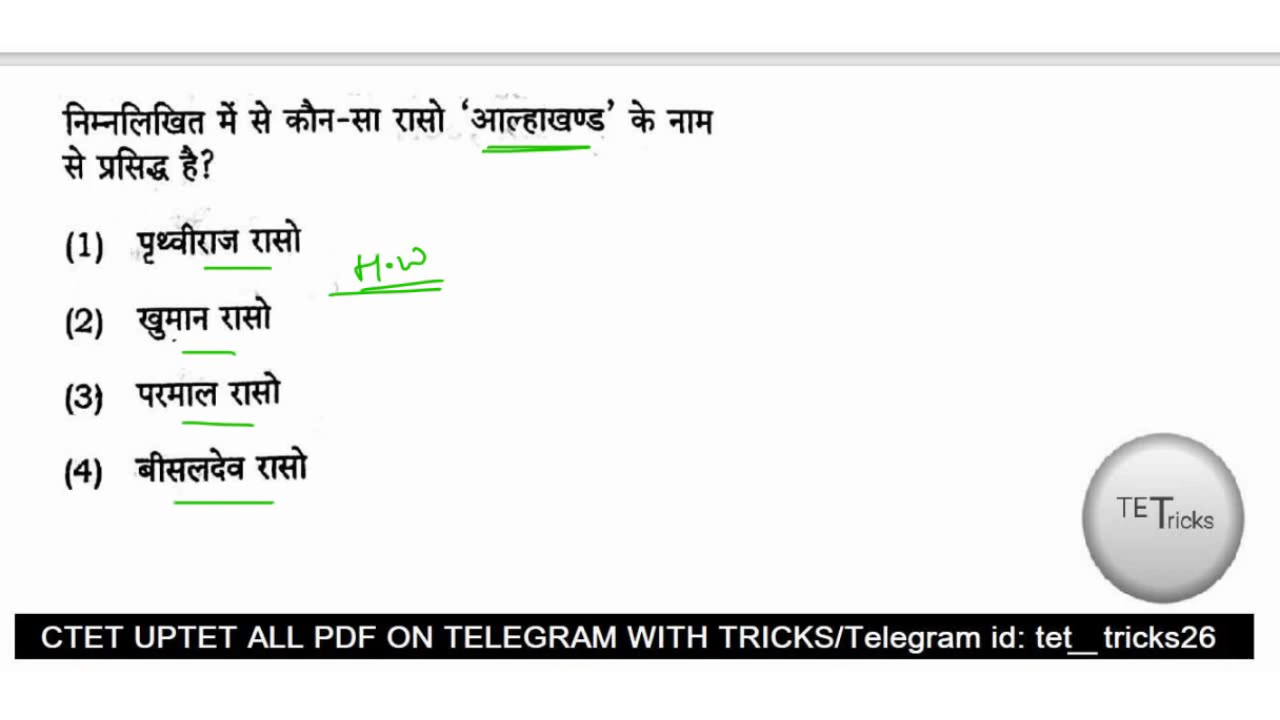 निम्नलिखित में से कौन-सा रासो ‘आल्हाखण्ड’ के नाम
से प्रसिद्ध है?
(1) पृथ्वीराज रासो
H.W
(2) खुमान रासो
(3) परमाल रासो
(4) बीसलदेव रासो
TETricks
CTET UPTET ALL PDF ON TELEGRAM WITH TRICKS/Telegram id: tet__tricks26